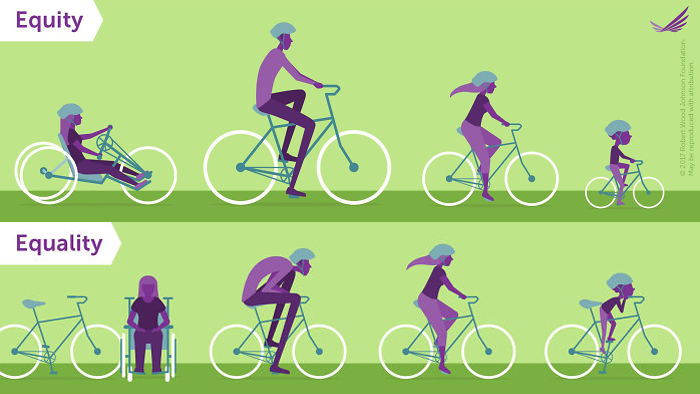 Equity
© 2017 Robert Wood Johnson Foundation.
May be reproduced with attribution.
Equality